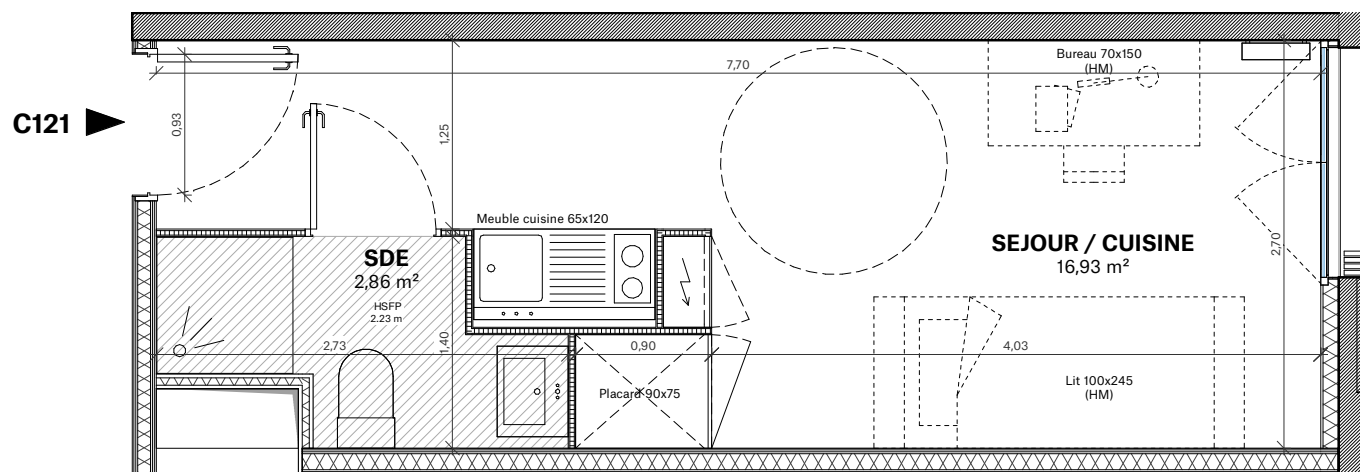 Bureau 70x150
(HM)
7,70
C121
0,93
1,25
Meuble cuisine 65x120
SDE
2,86 m²
HSFP
2.23 m
SEJOUR / CUISINE
16,93 m²
2,70
2,73
1,40
0,90
4,03
Placard 90x75
Lit 100x245
(HM)